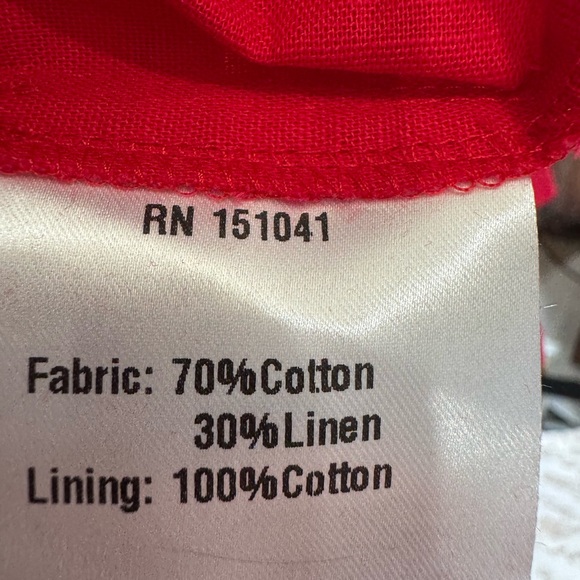 RN 151041
Fabric: 70%Cotton
30%Linen
Lining: 100%Cotton